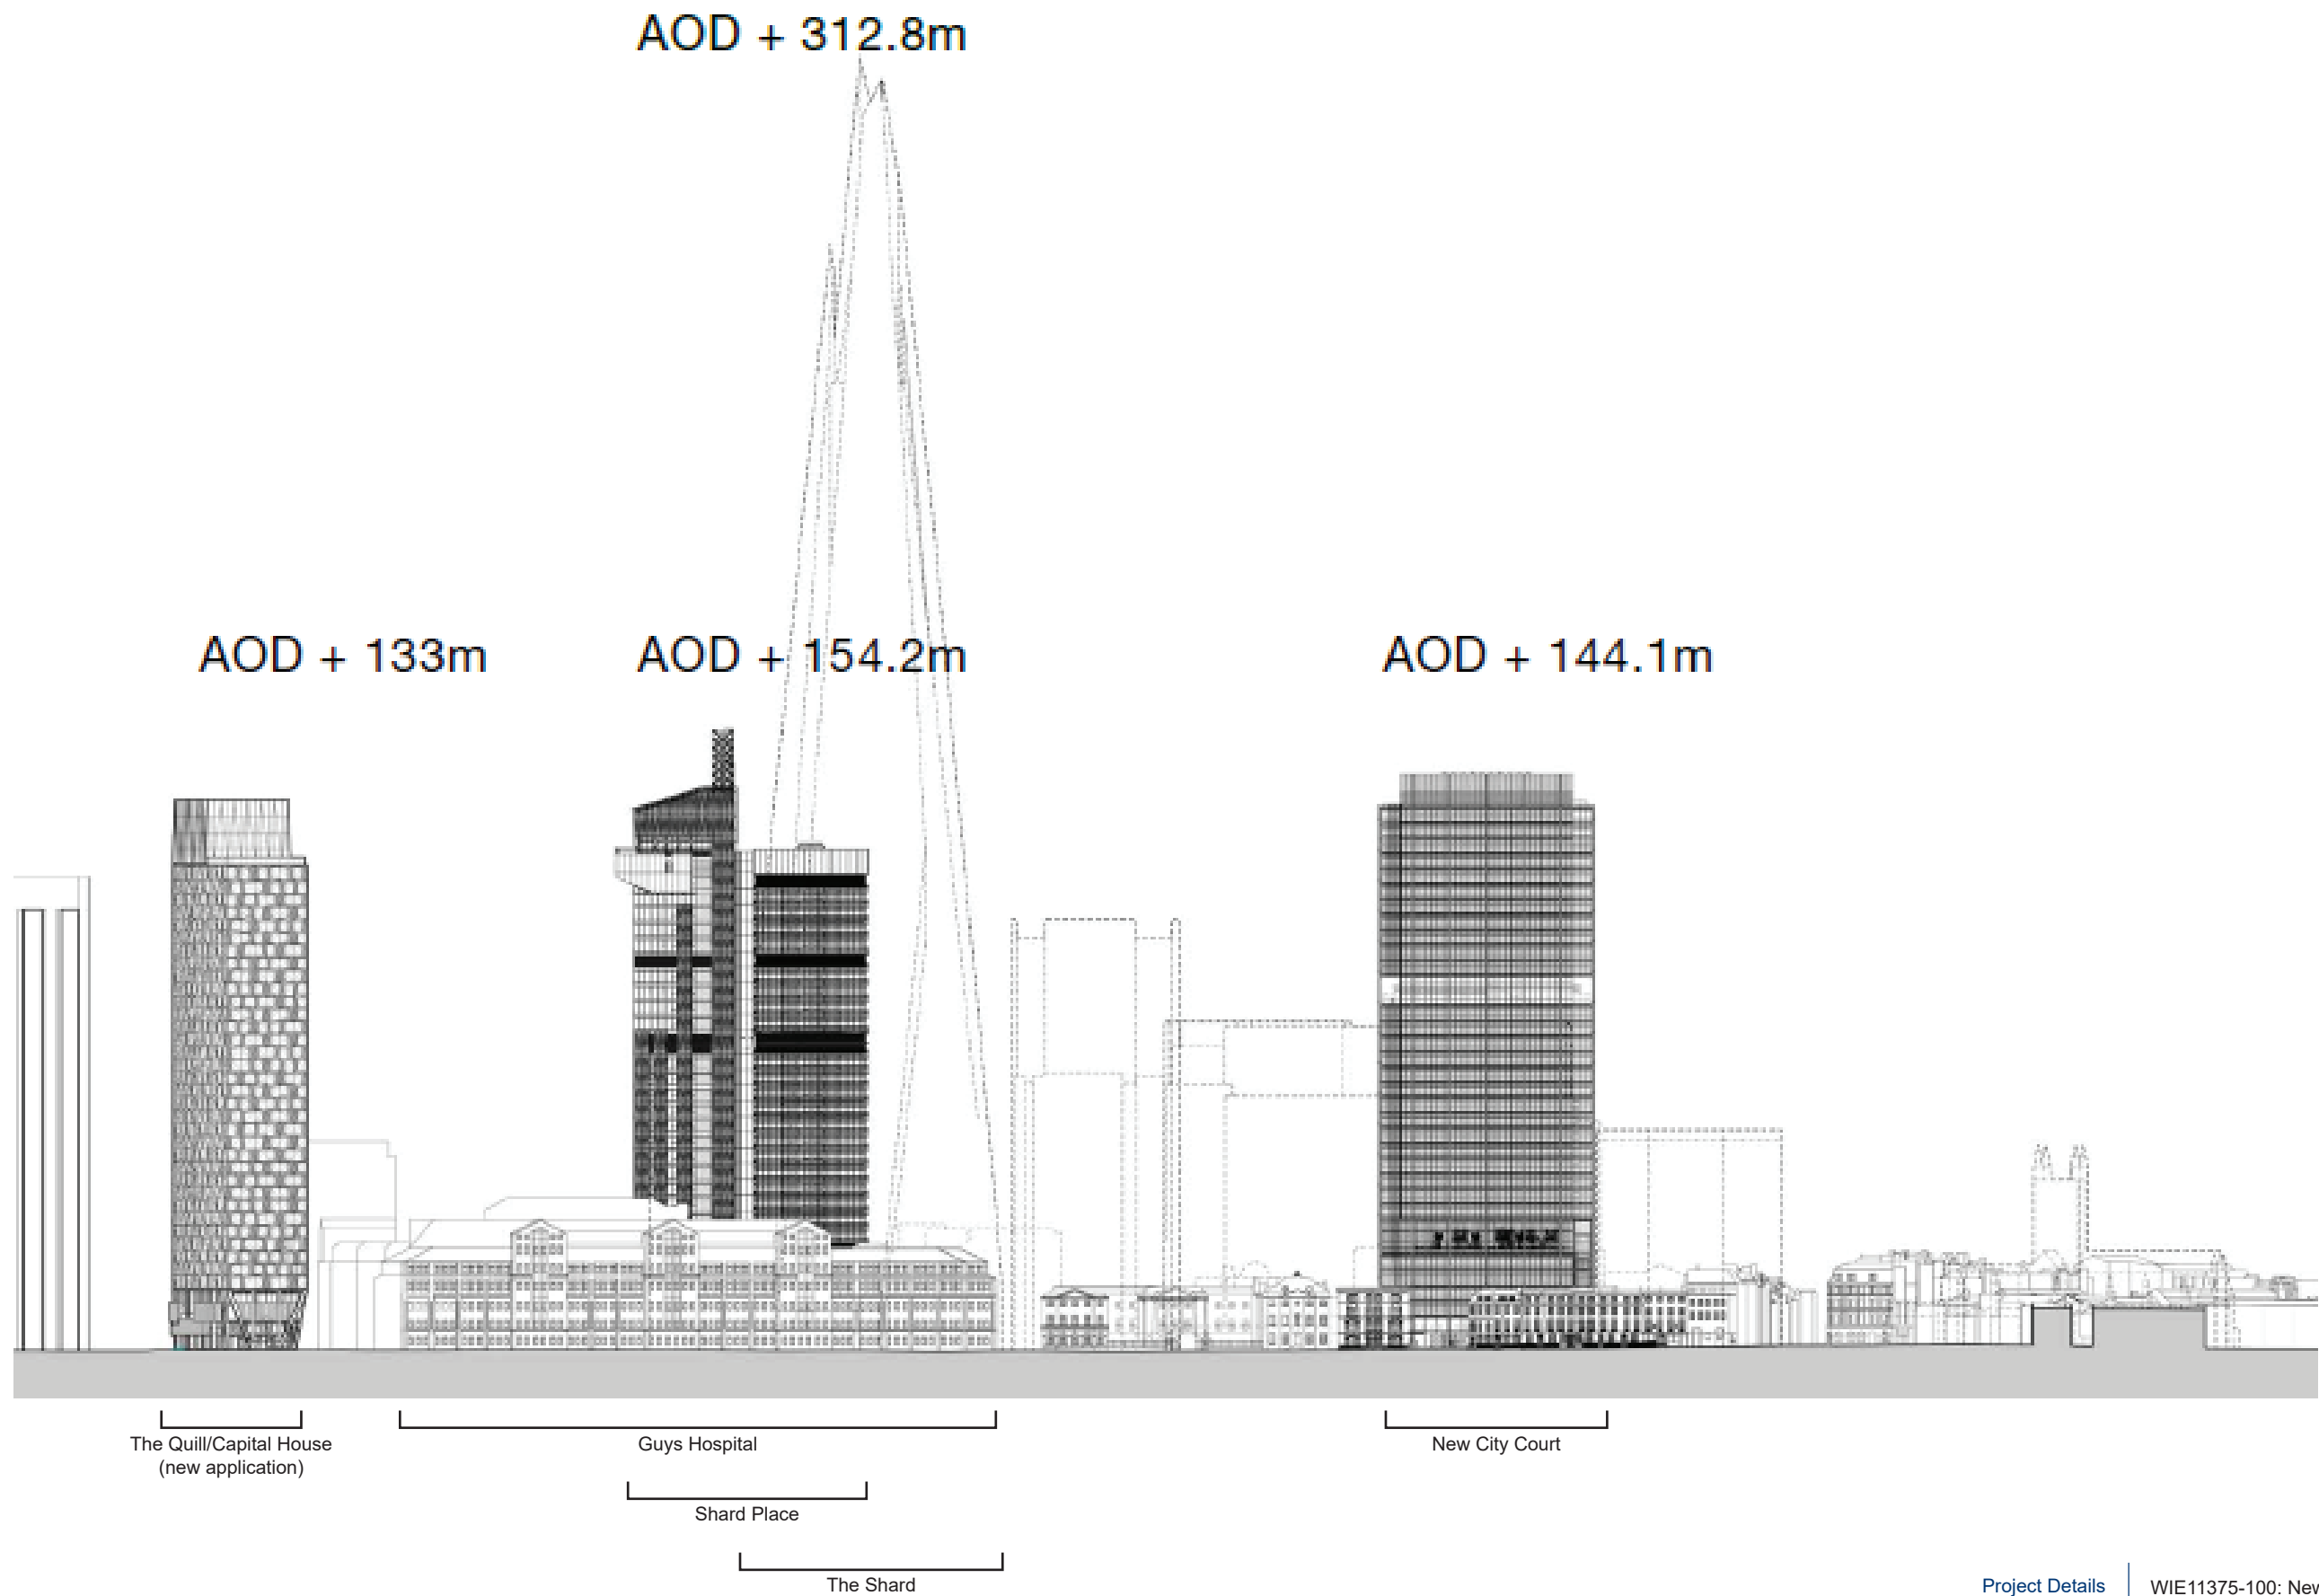 AOD + 312.8m
AOD + 133m
AOD + 154.2m
AOD + 144.1m
The Quill/Capital House
(new application)
Guys Hospital
New City Court
Shard Place
The Shard
Project Details
WIE11375-100: New